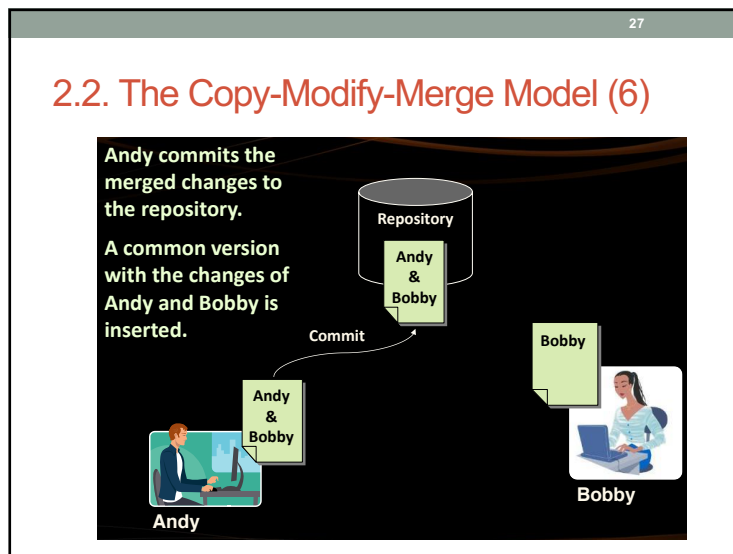 27
2.2. The Copy-Modify-Merge Model (6)
Andy commits the
merged changes to
the repository.
A common version
with the changes of
Andy and Bobby is
inserted.
Repository
Andy
&
Bobby
Commit
Bobby
Andy
&
Bobby
Andy
Bobby